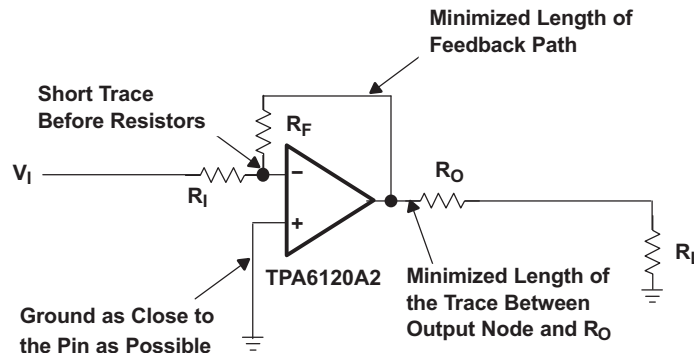 Minimized Length of
Feedback Path
Short Trace
Before Resistors
RF
VI
RI
−
+
RO
TPA6120A2
Minimized Length of
the Trace Between
Output Node and RO
Ground as Close to
the Pin as Possible